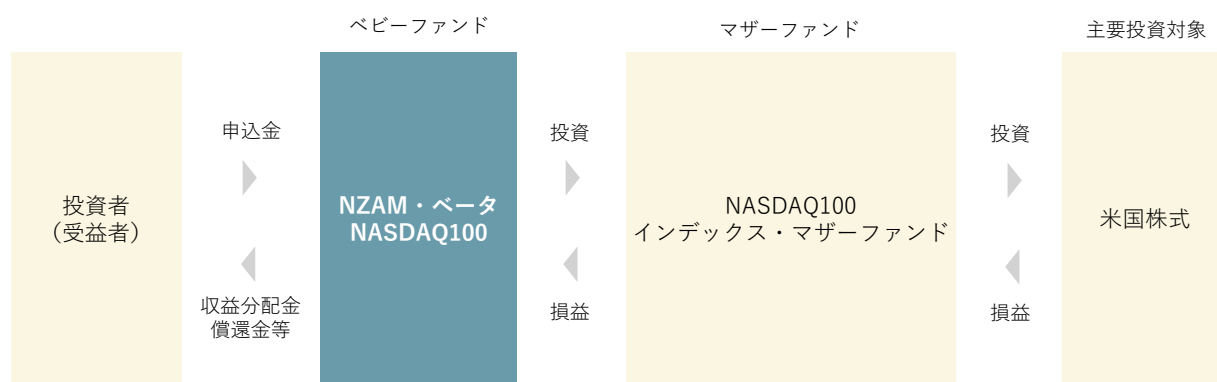 ベビーファンド
マザーファンド
主要投資対象
投資者
（受益者）
申込金
収益分配金
償還金等
NZAM・ベータ
NASDAQ100
投資
損益
NASDAQ100
インデックス・マザーファンド
投資
損益
米国株式